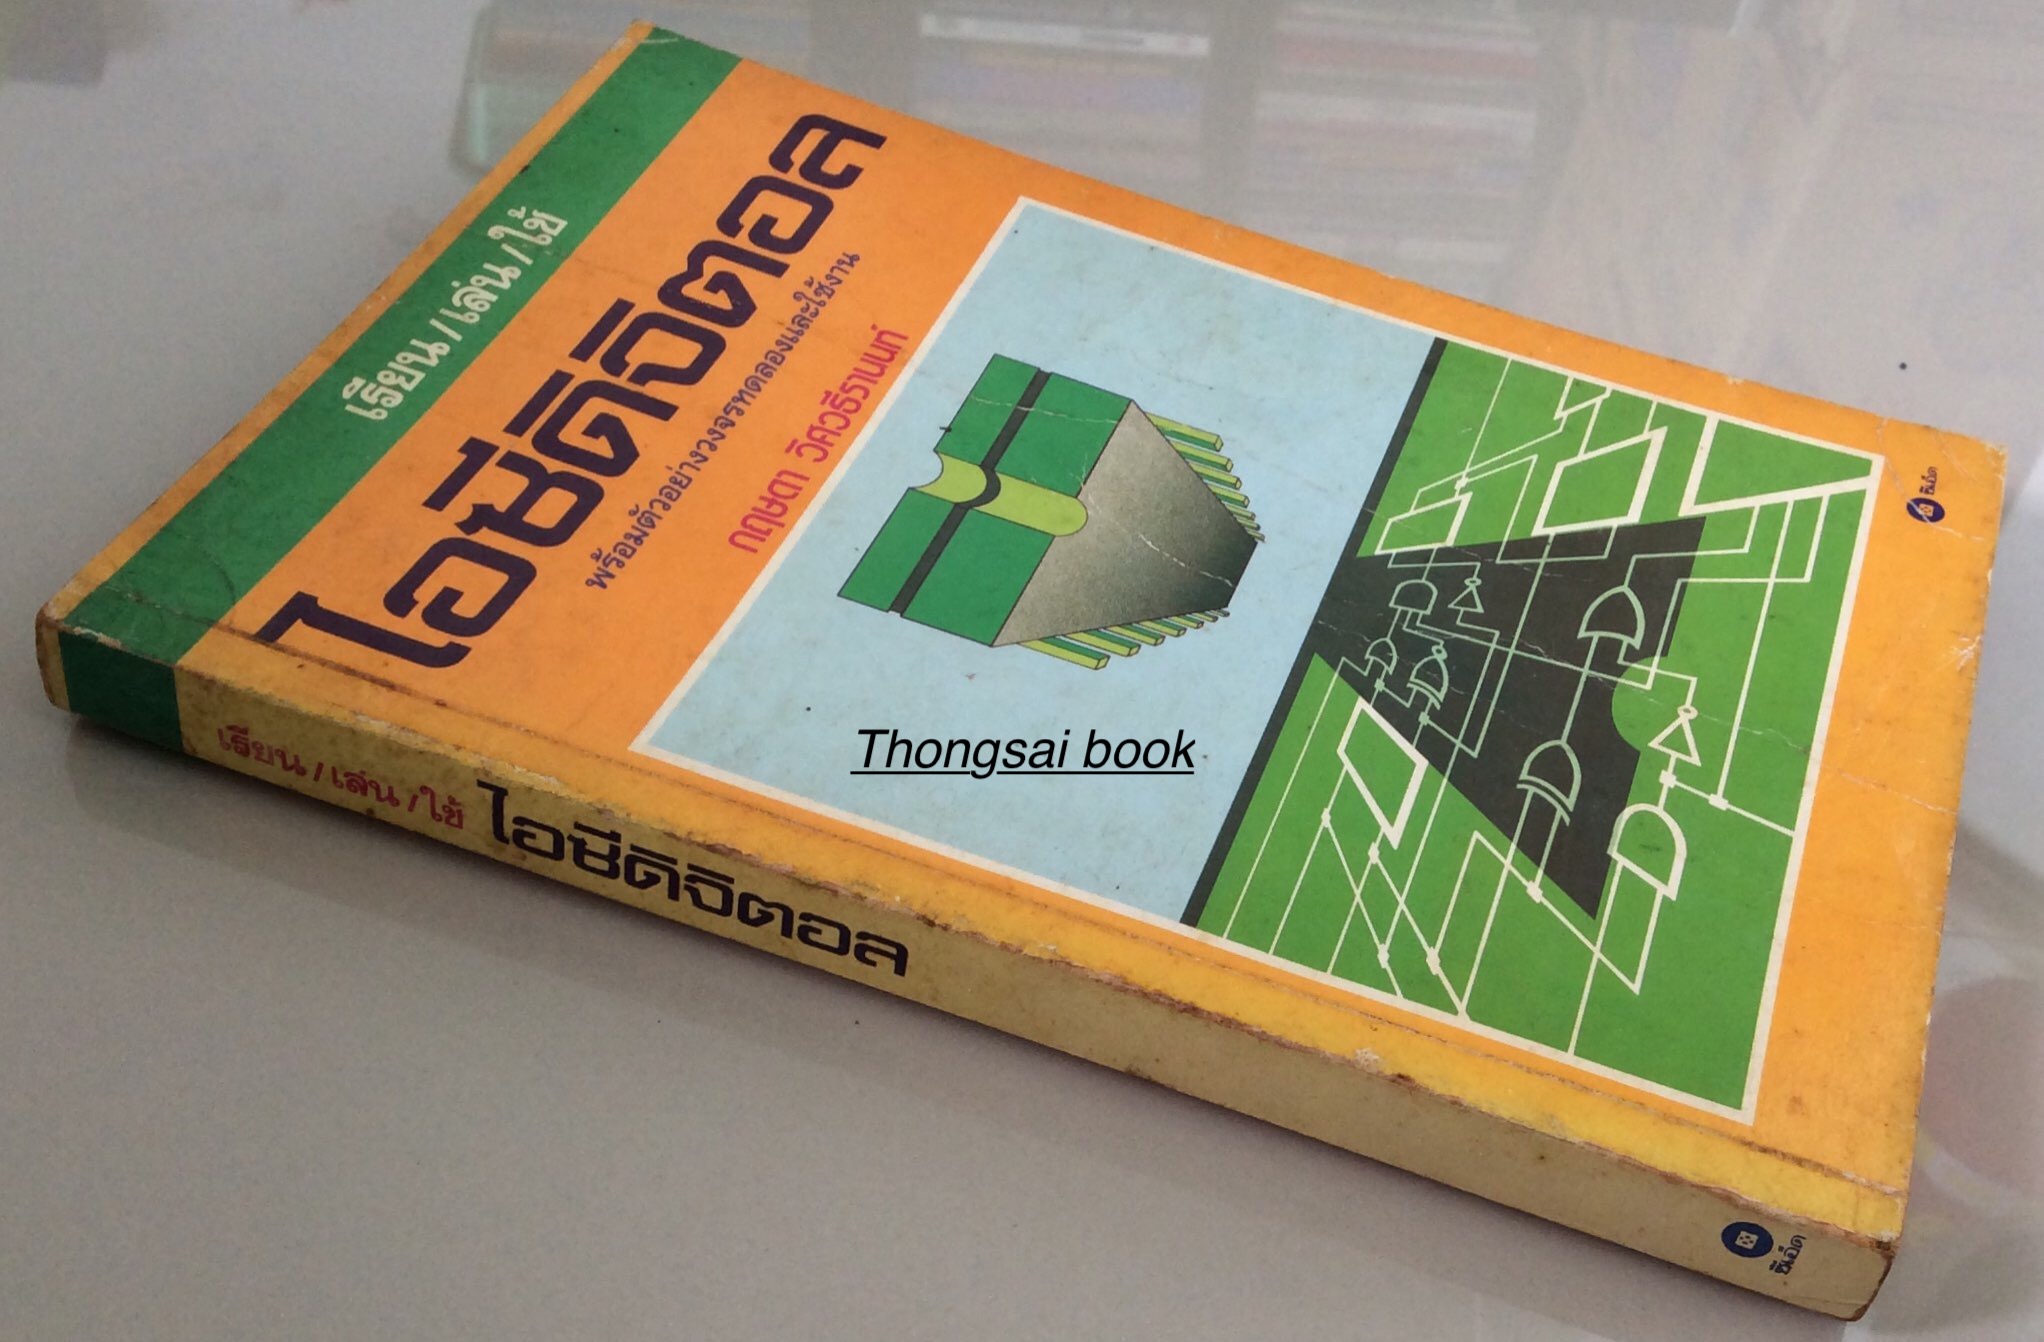 เรียน/เล่น/ใช้
ไอซีดิจิตอล
พร้อมตัวอย่างวงจรทดลองและใช้งาน
กฤษดา วิศวธีรานนท์
ซีเอ็ด
Thongsai book
เรียน/เล่น/ใช้ ไอซีดิจิตอล
ซีเอ็ด